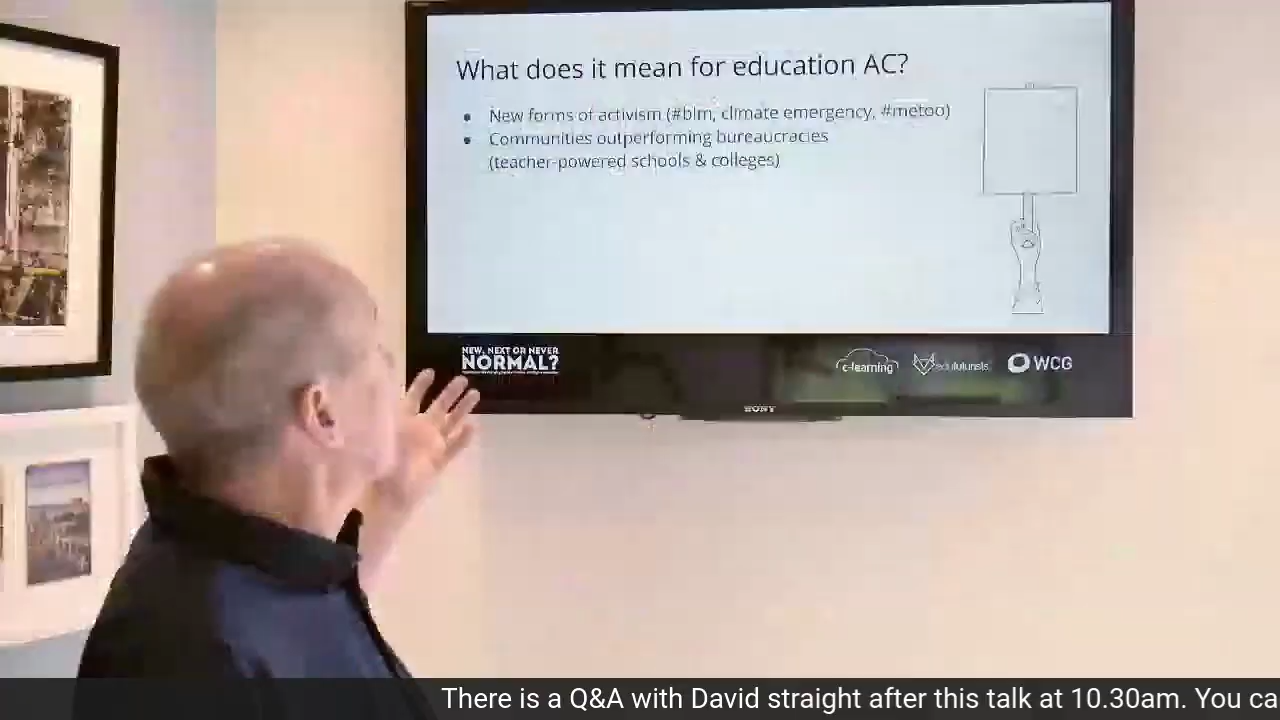 What does it mean for education AC?
New forms of activism (#blm, climate emergency, #metoo)
Communities outperforming bureaucracies
(teacher-powered schools & colleges)
NEW, NEXT OR NEVER
NORMAL?
c-learning
edufuturists
WCG
SONY
There is a Q&A with David straight after this talk at 10.30am. You ca